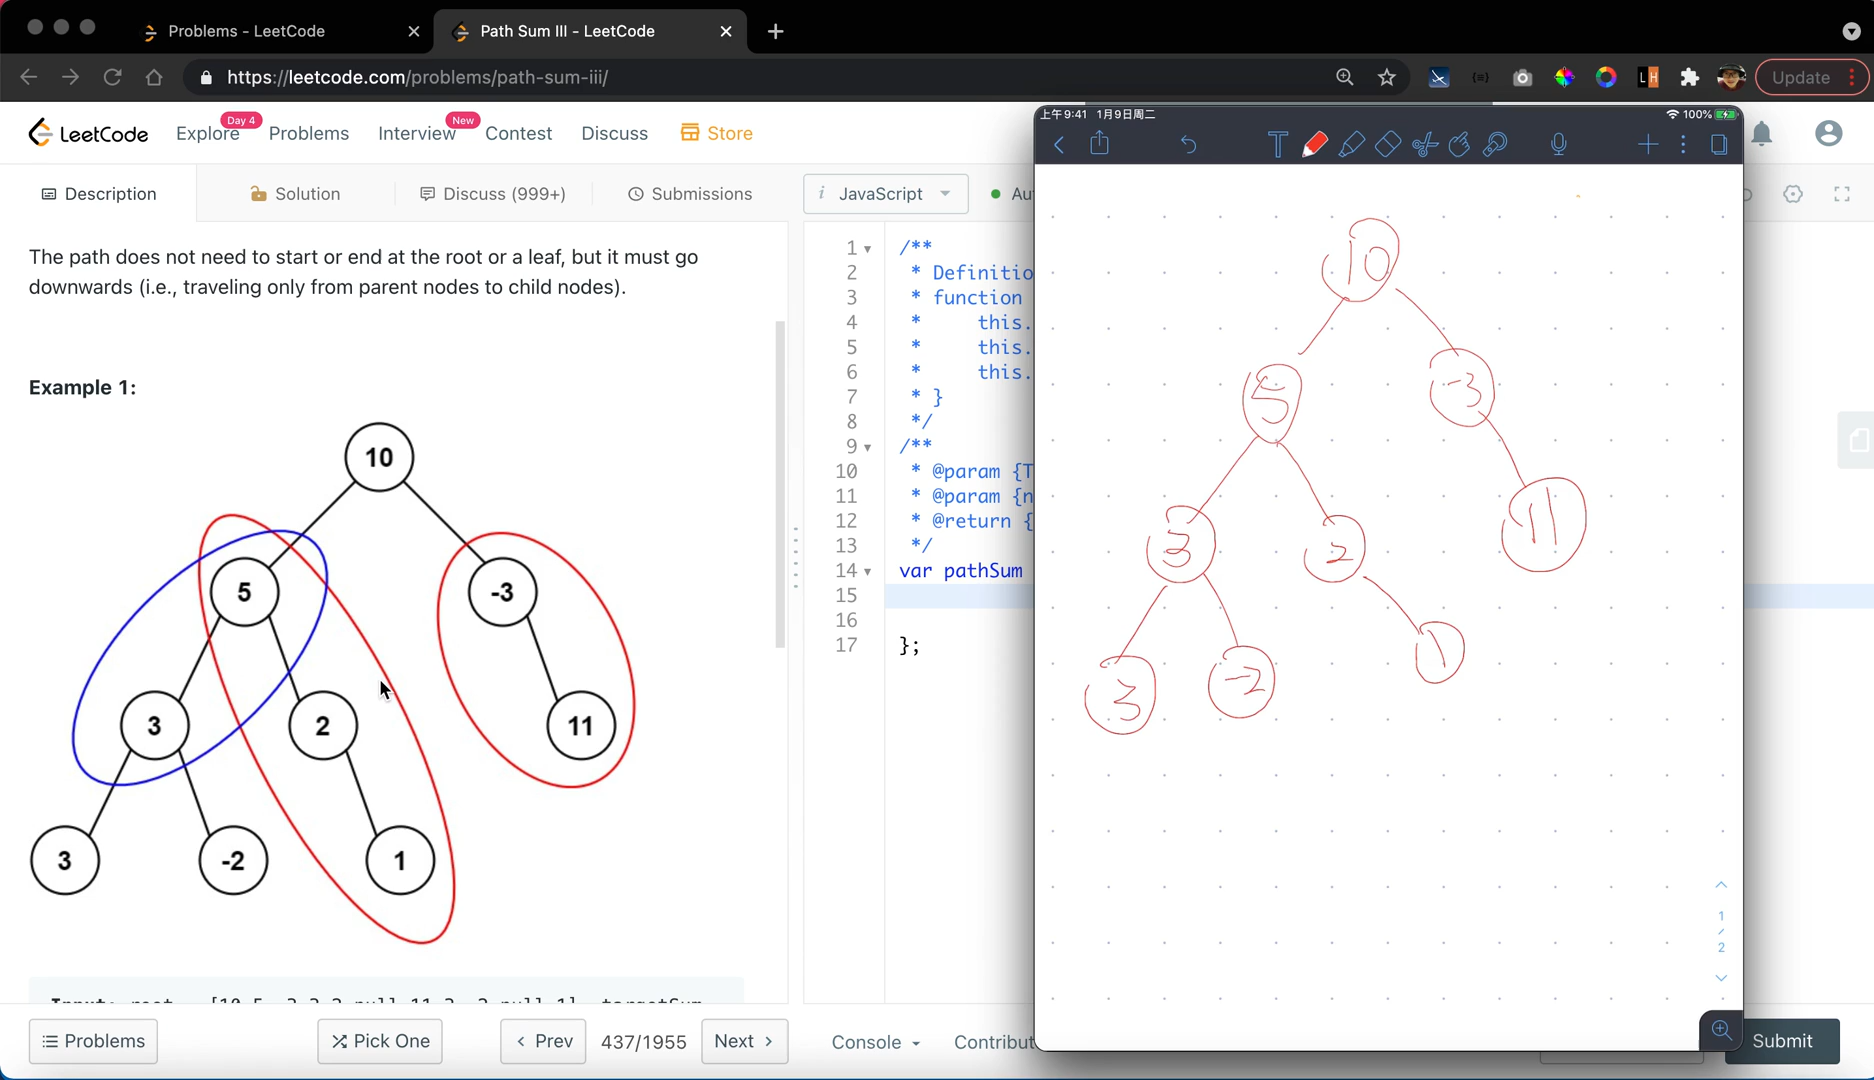 Problems - LeetCode
Path Sum III - LeetCode
https://leetcode.com/problems/path-sum-iii/
LH
Update
LeetCode
Explore
Day 4
Problems
Interview
New
Contest
Discuss
Store
Description
Solution
Discuss (999+)
Submissions
i JavaScript
Au
The path does not need to start or end at the root or a leaf, but it must go
downwards (i.e., traveling only from parent nodes to child nodes).
Example 1:
10
5
-3
3
2
11
3
-2
1
1 /**
2 * Definitio
3 * function
4 * this.
5 * this.
6 * this.
7 * }
8 */
9 /**
10 * @param {T
11 * @param {n
12 * @return {
13 */
14 var pathSum
15
16
17 };
上午9:41 1月9日周二
100%
T
10
5
-3
3
2
11
3
-2
1
1
/
2
Problems
Pick One
< Prev
437/1955
Next >
Console
Contribut
Submit